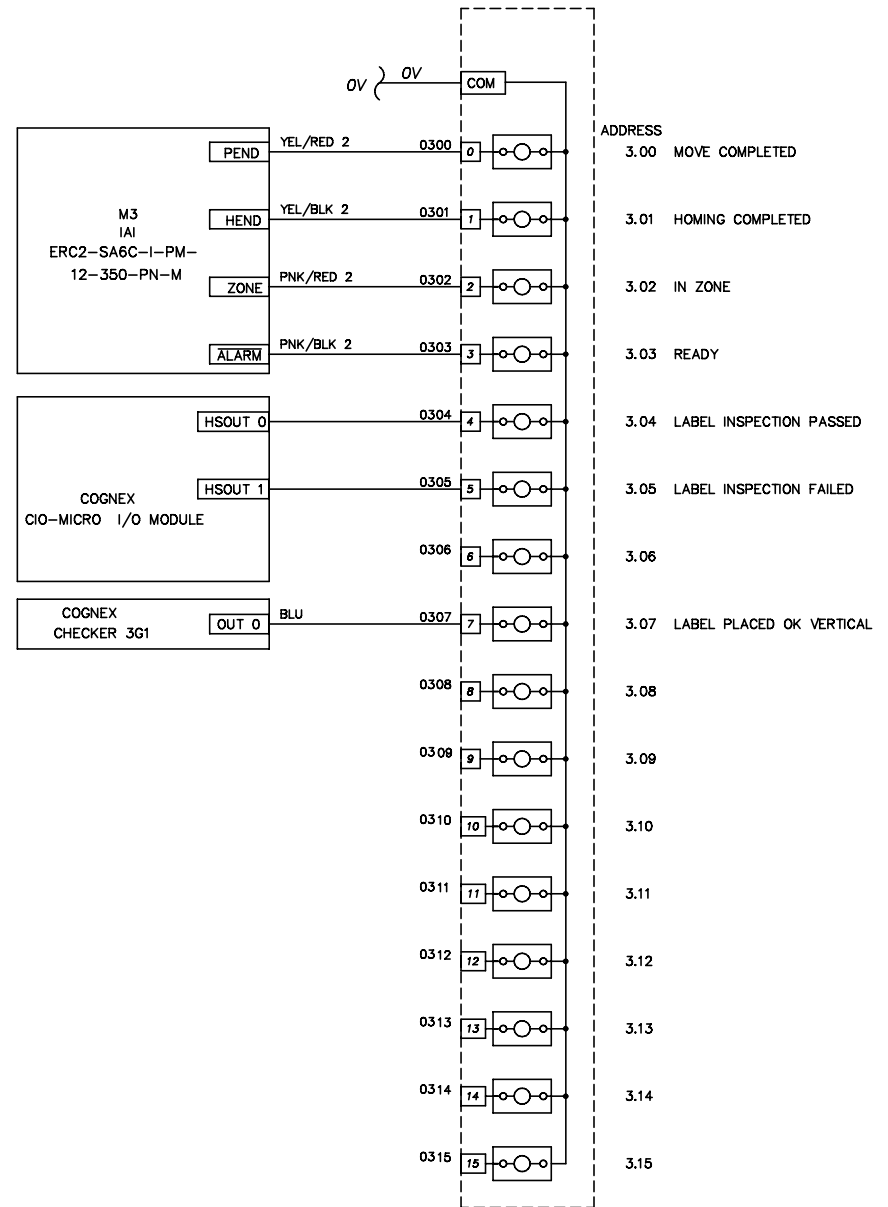 0V 0V COM
ADDRESS
PEND YEL/RED 2 0300 0 3.00 MOVE COMPLETED
M3
IAI
ERC2-SA6C-I-PM-
12-350-PN-M
HEND YEL/BLK 2 0301 1 3.01 HOMING COMPLETED
ZONE PNK/RED 2 0302 2 3.02 IN ZONE
ALARM PNK/BLK 2 0303 3 3.03 READY
HSOUT 0 0304 4 3.04 LABEL INSPECTION PASSED
HSOUT 1 0305 5 3.05 LABEL INSPECTION FAILED
COGNEX
CIO-MICRO I/O MODULE
0306 6 3.06
COGNEX
CHECKER 3G1
OUT 0 BLU 0307 7 3.07 LABEL PLACED OK VERTICAL
0308 8 3.08
0309 9 3.09
0310 10 3.10
0311 11 3.11
0312 12 3.12
0313 13 3.13
0314 14 3.14
0315 15 3.15